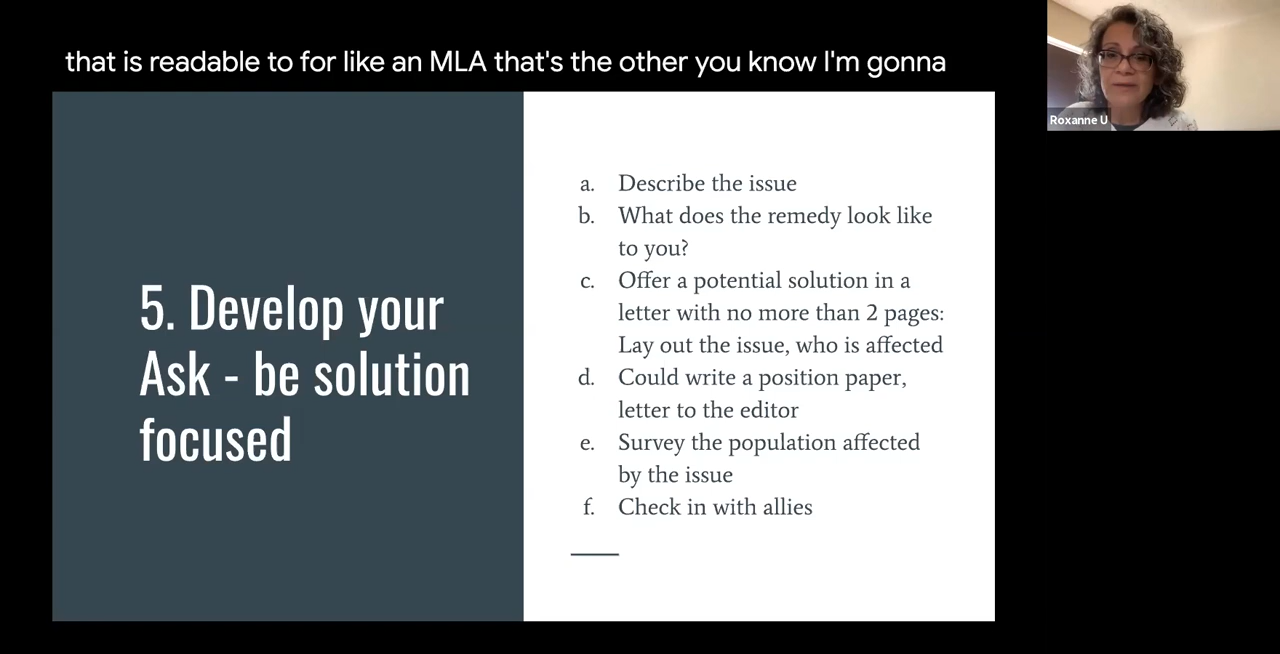 that is readable to for like an MLA that's the other you know I'm gonna
Roxanne U
5. Develop your
Ask - be solution
focused
a. Describe the issue
b. What does the remedy look like
to you?
c. Offer a potential solution in a
letter with no more than 2 pages:
Lay out the issue, who is affected
d. Could write a position paper,
letter to the editor
e. Survey the population affected
by the issue
f. Check in with allies